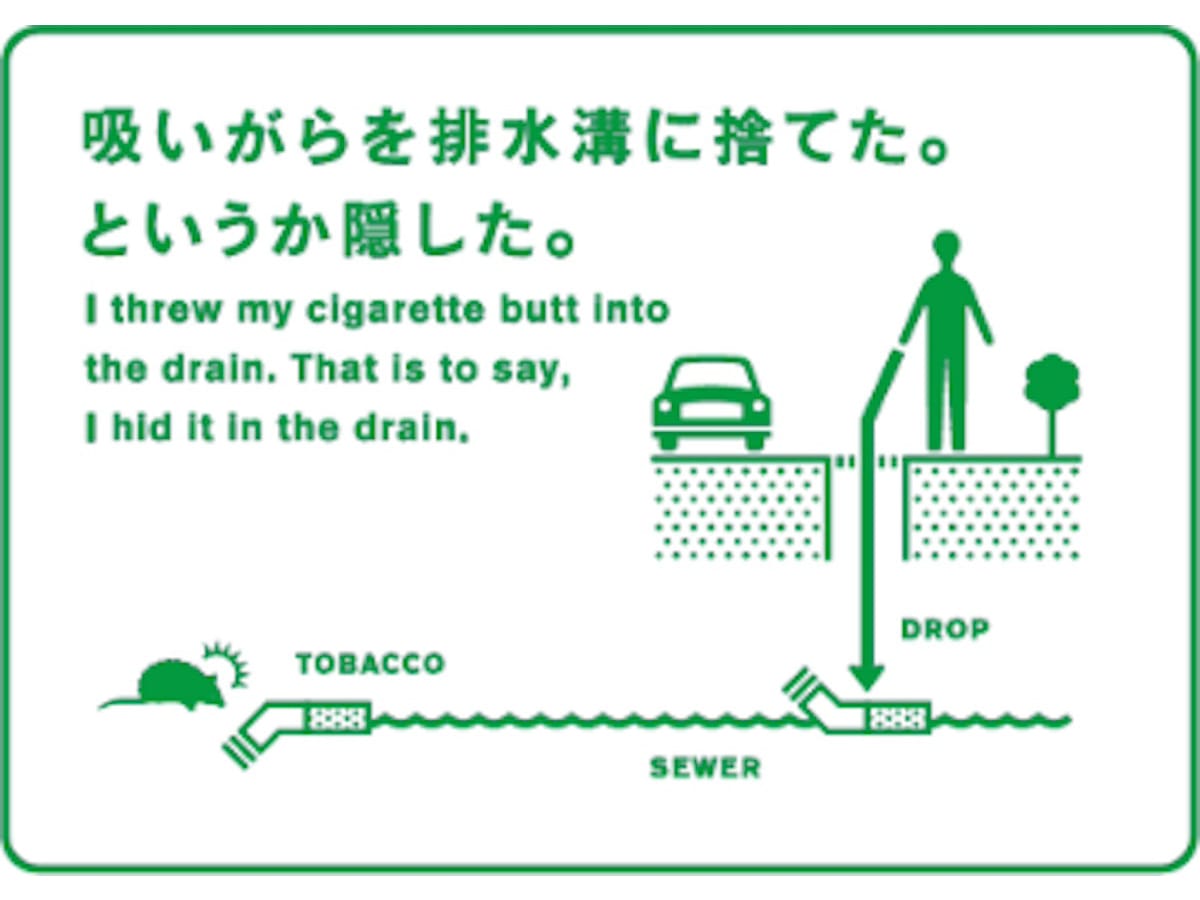 吸いがらを排水溝に捨てた。
というか隠した。
I threw my cigarette butt into
the drain. That is to say,
I hid it in the drain.
DROP
TOBACCO
SEWER